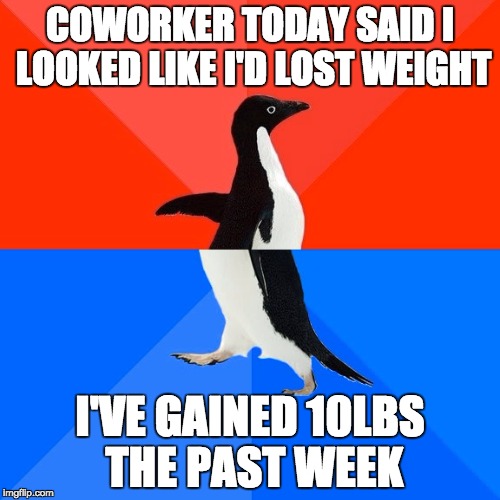 COWORKER TODAY SAID I
LOOKED LIKE I'D LOST WEIGHT
I'VE GAINED 10LBS
THE PAST WEEK
imgflip.com